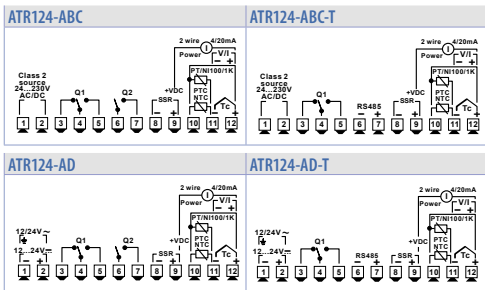 ATR124-ABC
2 wire 4/20mA
Power V/I
- +
PT/NI100/1K
Class 2
source
24...230V
AC/DC
Q1
Q2
+VDC
SSR
- +
PTC
NTC
Tc
- +
1 2 3 4 5 6 7 8 9 10 11 12
ATR124-ABC-T
2 wire 4/20mA
Power V/I
- +
PT/NI100/1K
Class 2
source
24...230V
AC/DC
Q1
RS485
- +
+VDC
SSR
- +
PTC
NTC
Tc
- +
1 2 3 4 5 6 7 8 9 10 11 12
ATR124-AD
2 wire 4/20mA
Power V/I
- +
PT/NI100/1K
12/24V ~
12...24V
- +
Q1
Q2
+VDC
SSR
- +
PTC
NTC
Tc
- +
1 2 3 4 5 6 7 8 9 10 11 12
ATR124-AD-T
2 wire 4/20mA
Power V/I
- +
PT/NI100/1K
12/24V ~
12...24V
- +
Q1
RS485
- +
+VDC
SSR
- +
PTC
NTC
Tc
- +
1 2 3 4 5 6 7 8 9 10 11 12